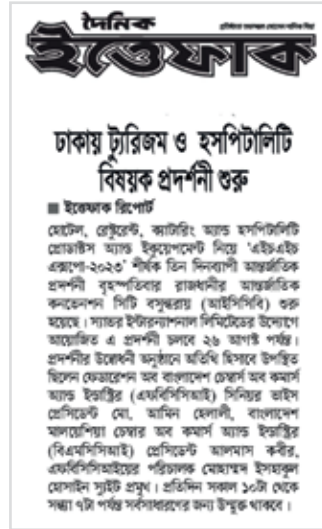 দৈনিক
ইত্তেফাক
ঢাকায় ট্যুরিজম ও হসপিটালিটি
বিষয়ক প্রদর্শনী শুরু
■ ইত্তেফাক রিপোর্ট
হোটেল, রেস্টুরেন্ট, ক্যাটারিং অ্যান্ড হসপিটালিটি
প্রোডাক্টস অ্যান্ড ইকুয়েপমেন্ট নিয়ে 'এইচএইচ
এক্সপো-২০২৩' শীর্ষক তিন দিনব্যাপী আন্তর্জাতিক
প্রদর্শনী বৃহস্পতিবার রাজধানীর আন্তর্জাতিক
কনভেনশন সিটি বসুন্ধরায় (আইসিসিবি) শুরু
হয়েছে। স্যাভর ইন্টারন্যাশনাল লিমিটেডের উদ্যোগে
আয়োজিত এ প্রদর্শনী চলবে ২৬ আগস্ট পর্যন্ত।
প্রদর্শনীর উদ্বোধনী অনুষ্ঠানে অতিথি হিসাবে উপস্থিত
ছিলেন ফেডারেশন অব বাংলাদেশ চেম্বার্স অব কমার্স
অ্যান্ড ইন্ডাস্ট্রির (এফবিসিসিআই) সিনিয়র ভাইস
প্রেসিডেন্ট মো. আমিন হেলালী, বাংলাদেশ
মালয়েশিয়া চেম্বার অব কমার্স অ্যান্ড ইন্ডাস্ট্রির
(বিএমসিসিআই) প্রেসিডেন্ট আলমাস কবীর,
এফবিসিসিআইয়ের পরিচালক মোহাম্মদ ইসহাকুল
হোসাইন সুইট প্রমুখ। প্রতিদিন সকাল ১০টা থেকে
সন্ধ্যা ৭টা পর্যন্ত সর্বসাধারণের জন্য উন্মুক্ত থাকবে।